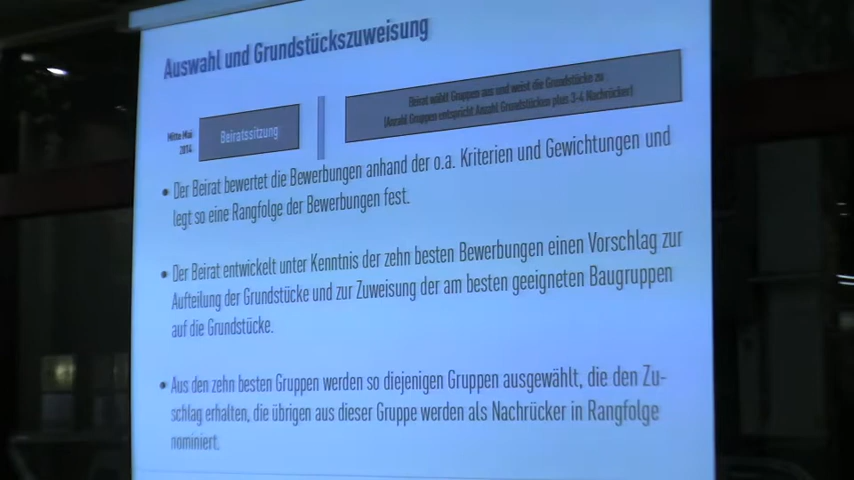 Auswahl und Grundstückszuweisung
Mitte Mai
2014
Beiratssitzung
Beirat wählt Gruppen aus und weist die Grundstücke zu
(Anzahl Gruppen entspricht Anzahl Grundstücken plus 3-4 Nachrücker)
• Der Beirat bewertet die Bewerbungen anhand der o.a. Kriterien und Gewichtungen und
legt so eine Rangfolge der Bewerbungen fest.
• Der Beirat entwickelt unter Kenntnis der zehn besten Bewerbungen einen Vorschlag zur
Aufteilung der Grundstücke und zur Zuweisung der am besten geeigneten Baugruppen
auf die Grundstücke.
• Aus den zehn besten Gruppen werden so diejenigen Gruppen ausgewählt, die den Zu-
schlag erhalten, die übrigen aus dieser Gruppe werden als Nachrücker in Rangfolge
nominiert.